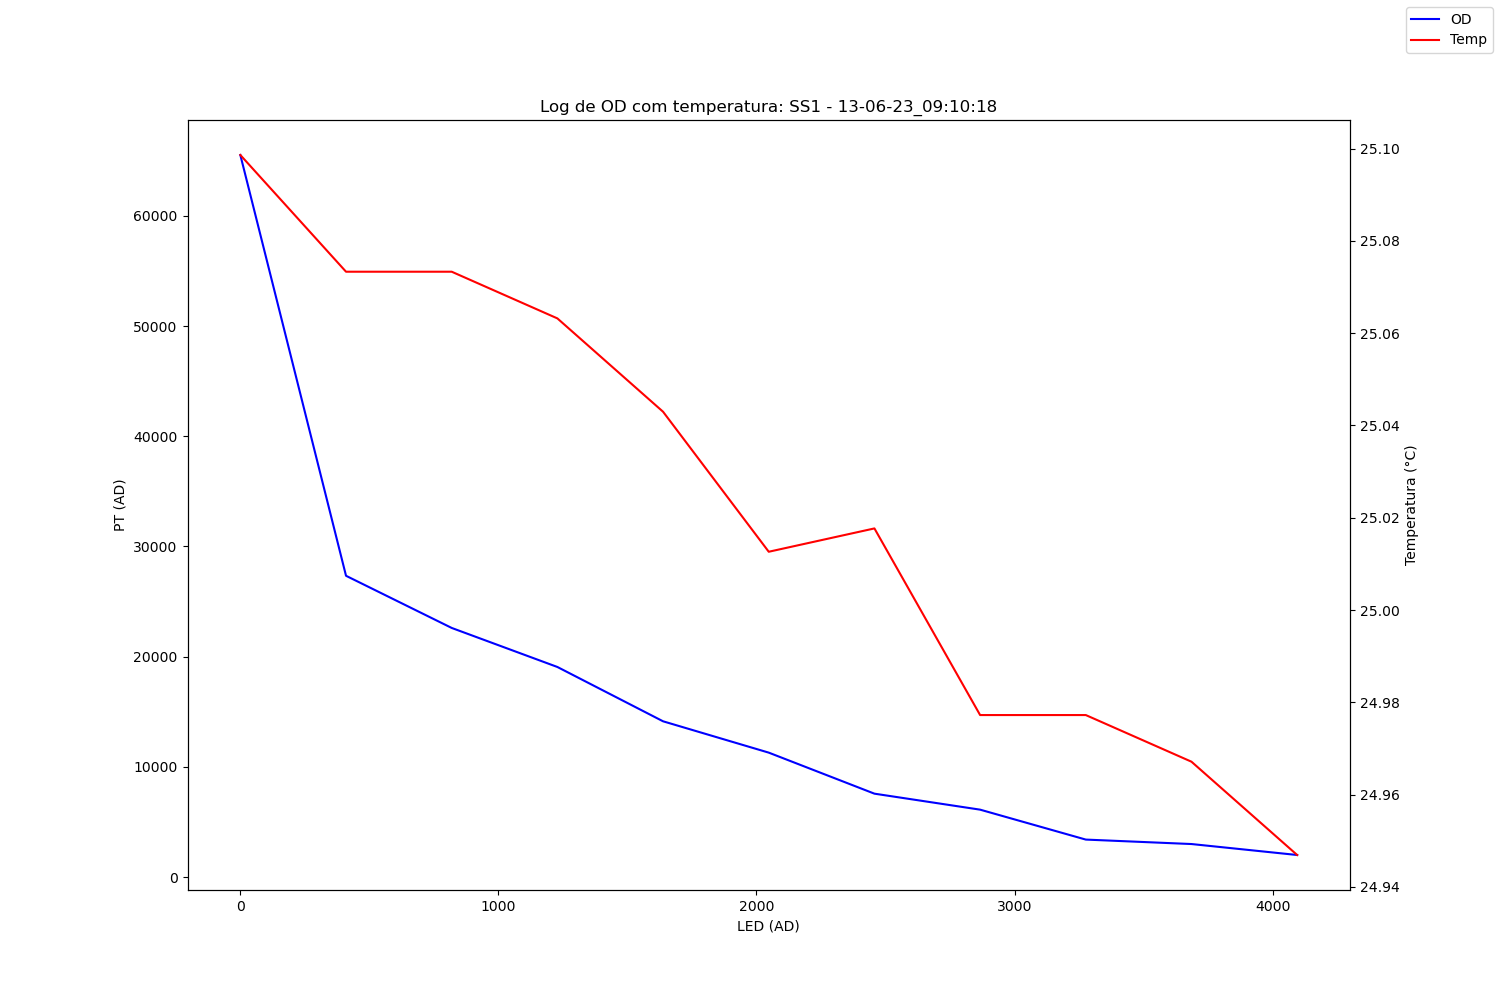 OD
Temp
Log de OD com temperatura: SS1 - 13-06-23_09:10:18
60000
50000
40000
30000
20000
10000
0
PT (AD)
25.10
25.08
25.06
25.04
25.02
25.00
24.98
24.96
24.94
Temperatura (°C)
0 1000 2000 3000 4000
LED (AD)